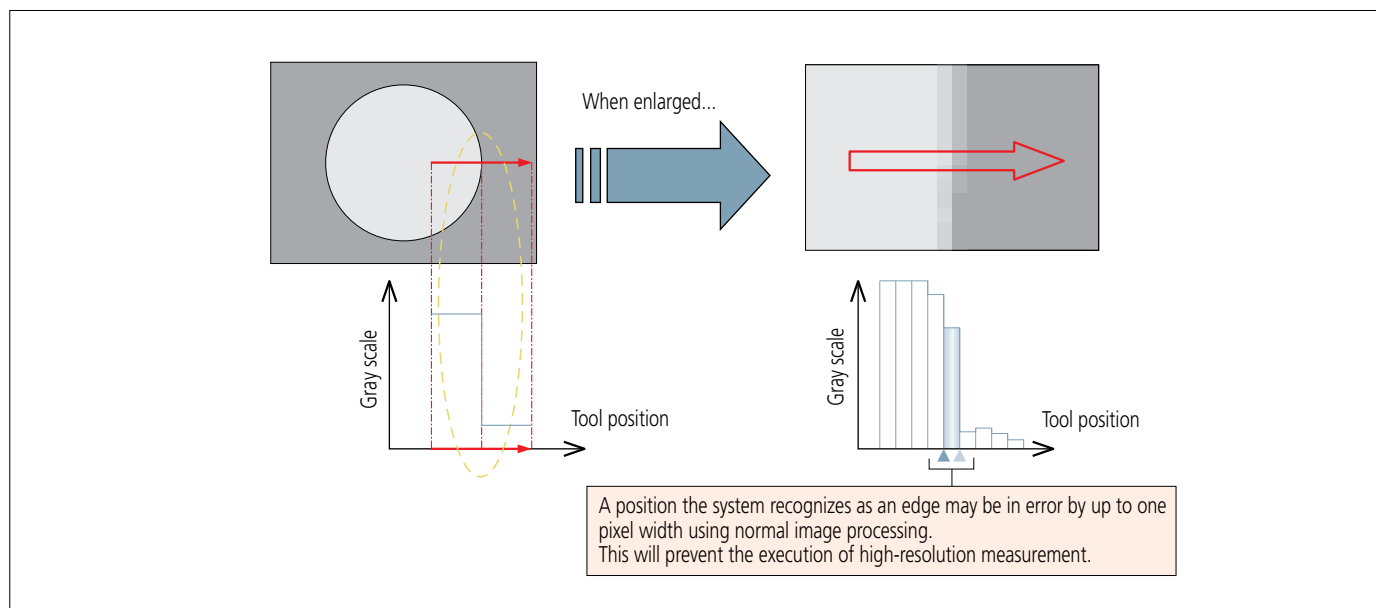 When enlarged...
Gray scale
Tool position
Gray scale
Tool position
A position the system recognizes as an edge may be in error by up to one
pixel width using normal image processing.
This will prevent the execution of high-resolution measurement.